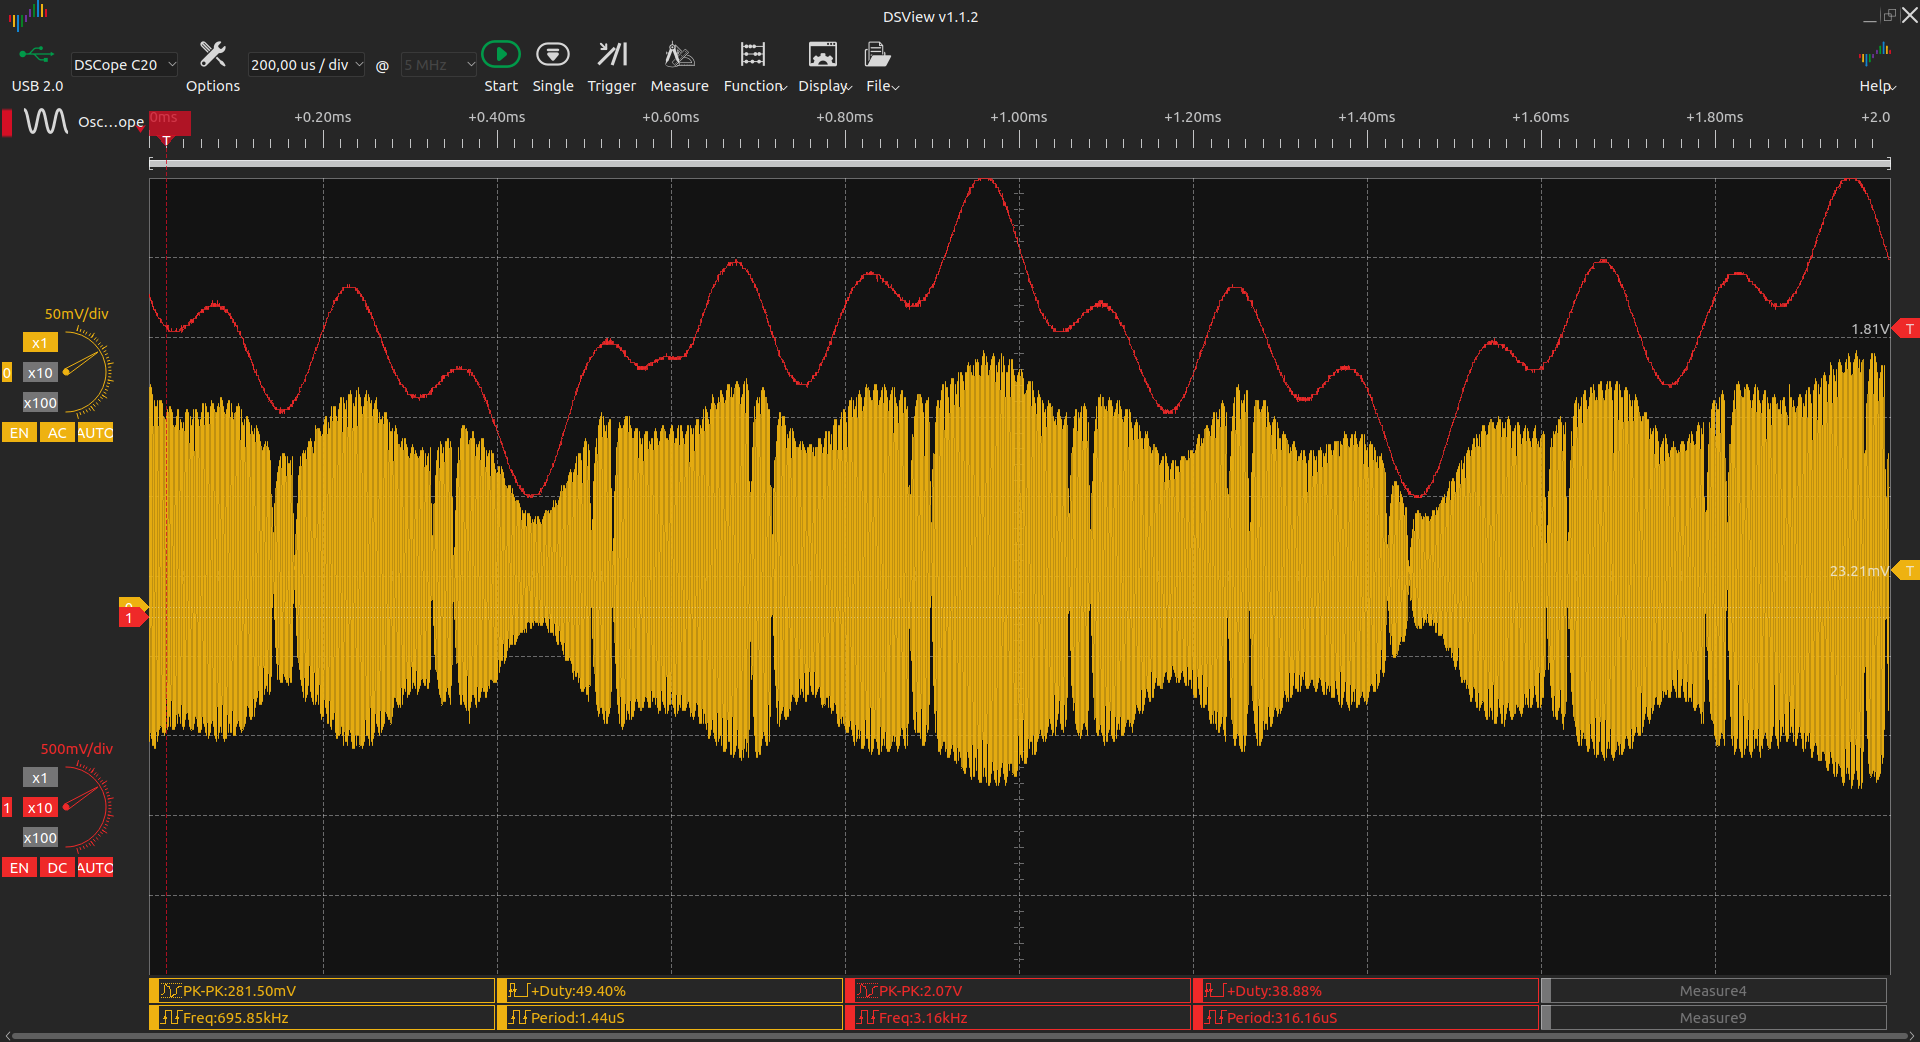 DSView v1.1.2
USB 2.0
DSCope C20
Options
200,00 us / div
@
5 MHz
Start
Single
Trigger
Measure
Function
Display
File
Help
Osc...ope
0ms
+0.20ms
+0.40ms
+0.60ms
+0.80ms
+1.00ms
+1.20ms
+1.40ms
+1.60ms
+1.80ms
+2.0
T
50mV/div
x1
0
x10
x100
EN
AC
AUTO
1.81V
T
23.21mV
T
0
1
500mV/div
x1
1
x10
x100
EN
DC
AUTO
PK-PK:281.50mV
+Duty:49.40%
PK-PK:2.07V
+Duty:38.88%
Measure4
Freq:695.85kHz
Period:1.44uS
Freq:3.16kHz
Period:316.16uS
Measure9